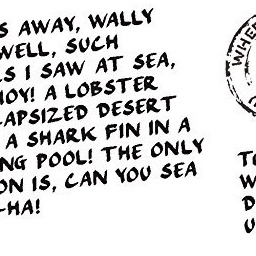 S AWAY, WALLY
WELL, SUCH
S I SAW AT SEA,
HOY! A LOBSTER
APSIZED DESERT
A SHARK FIN IN A
NG POOL! THE ONLY
ON IS, CAN YOU SEA
-HA!
WHE
T
W
D
U